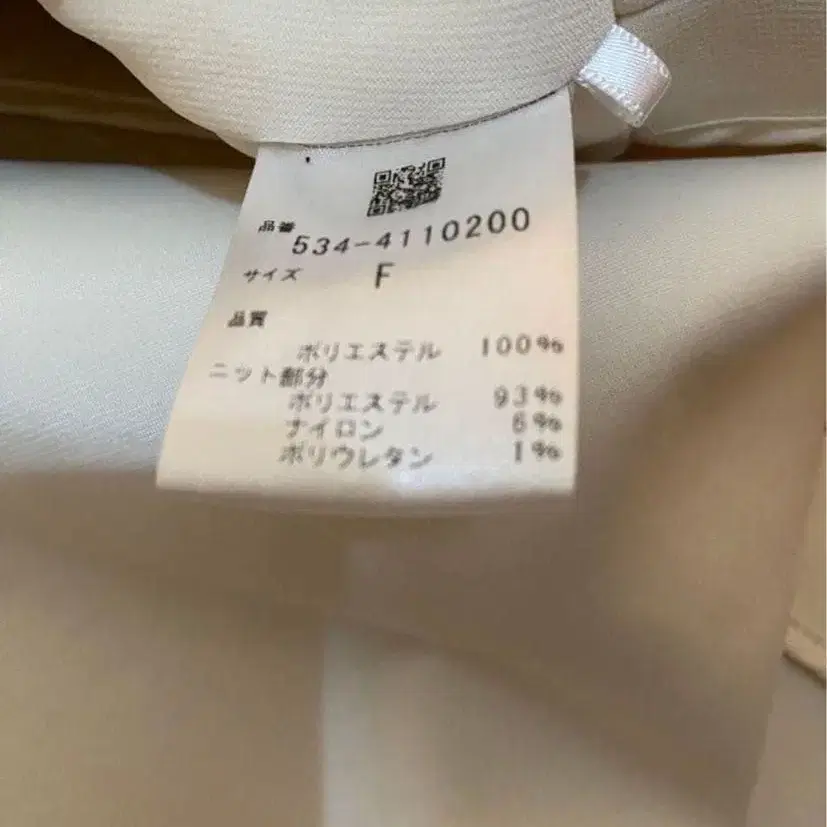 品番
534-4110200
サイズ F
品質
ポリエステル 100%
ニット部分
ポリエステル 93%
ナイロン 6%
ポリウレタン 1%